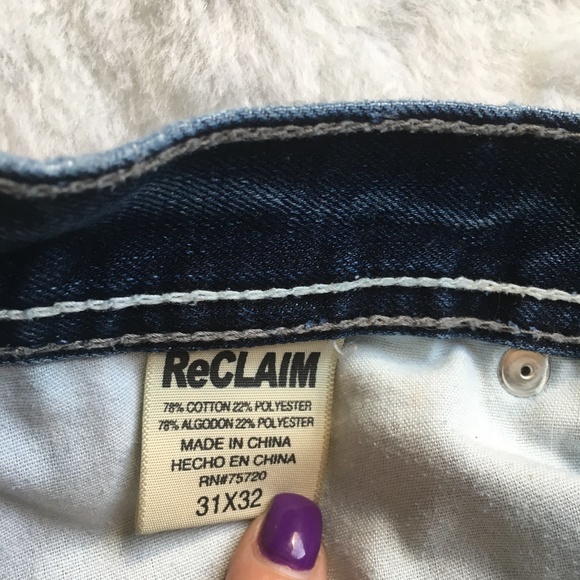 ReCLAIM
78% COTTON 22% POLYESTER
78% ALGODON 22% POLYESTER
MADE IN CHINA
HECHO EN CHINA
RN#75720
31X32